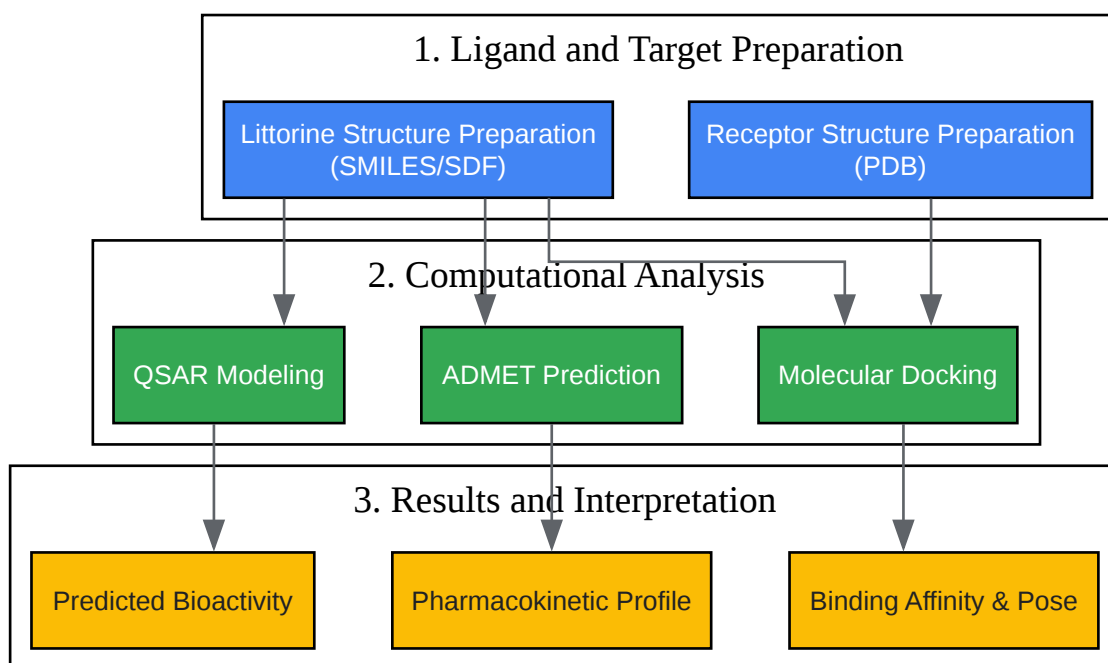 1. Ligand and Target Preparation
Littorine Structure Preparation
(SMILES/SDF)
Receptor Structure Preparation
(PDB)
2. Computational Analysis
QSAR Modeling
ADMET Prediction
Molecular Docking
3. Results and Interpretation
Predicted Bioactivity
Pharmacokinetic Profile
Binding Affinity & Pose